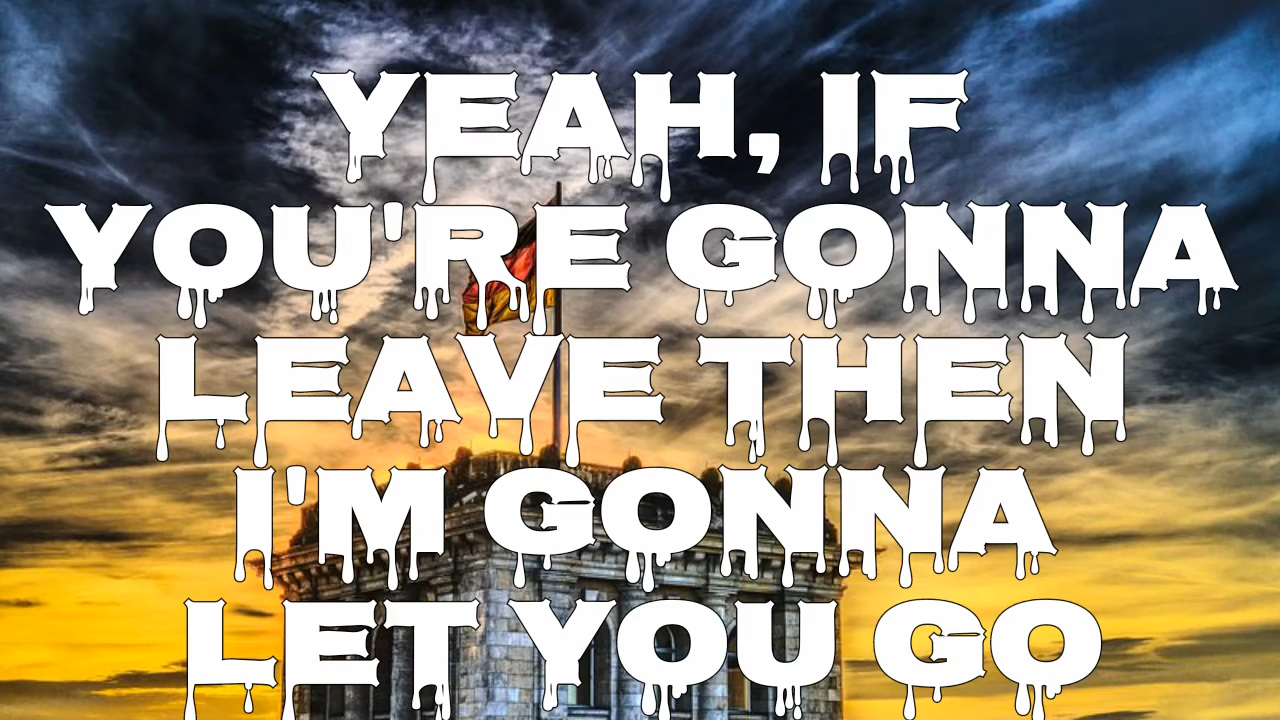 YEAH, IF
YOU'RE GONNA
LEAVE THEN
I'M GONNA
LET YOU GO